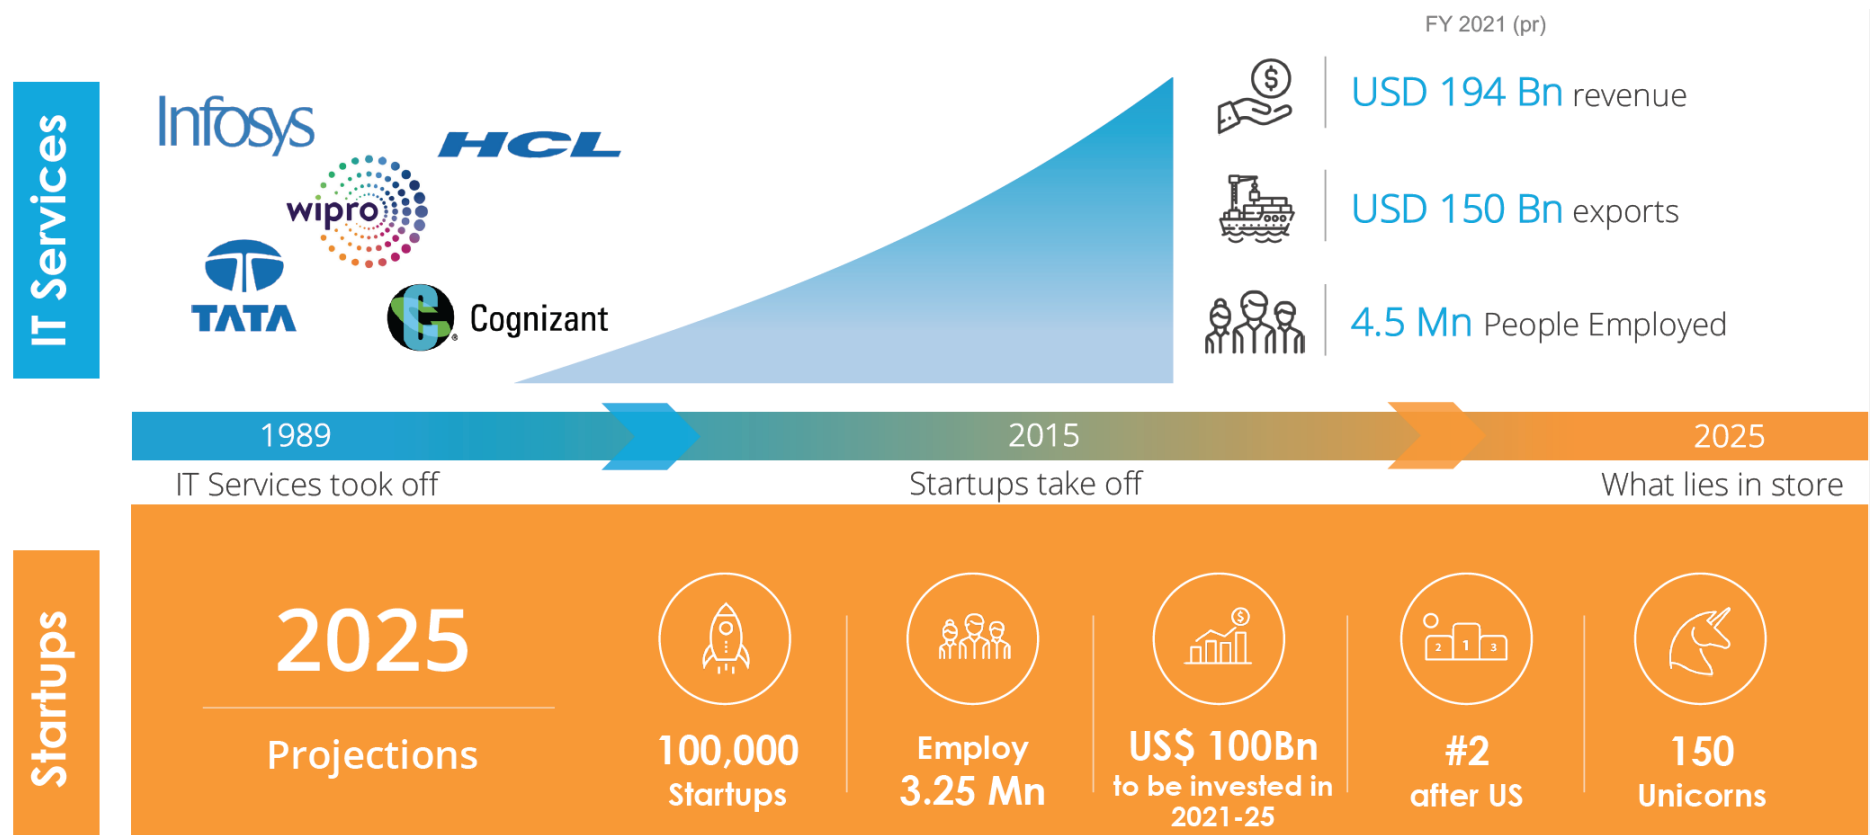 FY 2021 (pr)
IT Services
Infosys
HCL
wipro
TATA
Cognizant
USD 194 Bn revenue
USD 150 Bn exports
4.5 Mn People Employed
1989
2015
2025
IT Services took off
Startups take off
What lies in store
Startups
2025
Projections
100,000
Startups
Employ
3.25 Mn
US$ 100Bn
to be invested in
2021-25
2 1 3
#2
after US
150
Unicorns